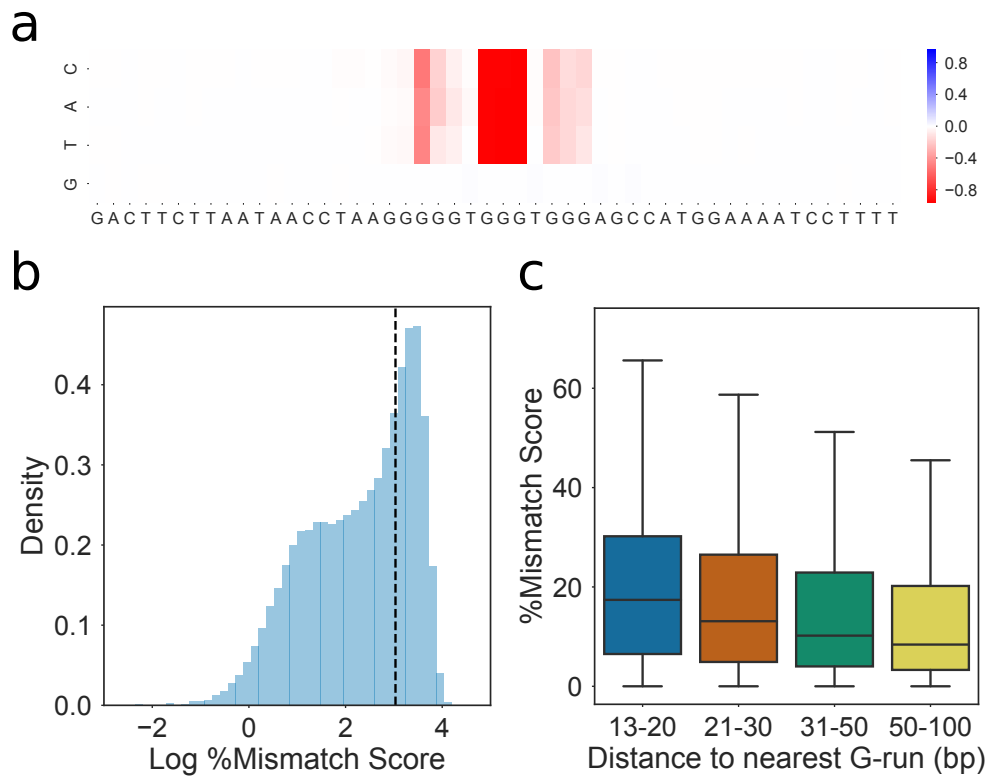 a
C
A
T
G
G A C T T C T T A A T A A C C T A A G G G G G T G G G T G G G A G C C A T G G A A A A T C C T T T T
0.8
0.4
0.0
−0.4
−0.8
b
Density
0.4
0.3
0.2
0.1
0.0
−2 0 2 4
Log %Mismatch Score
c
%Mismatch Score
60
40
20
0
13-20 21-30 31-50 50-100
Distance to nearest G-run (bp)